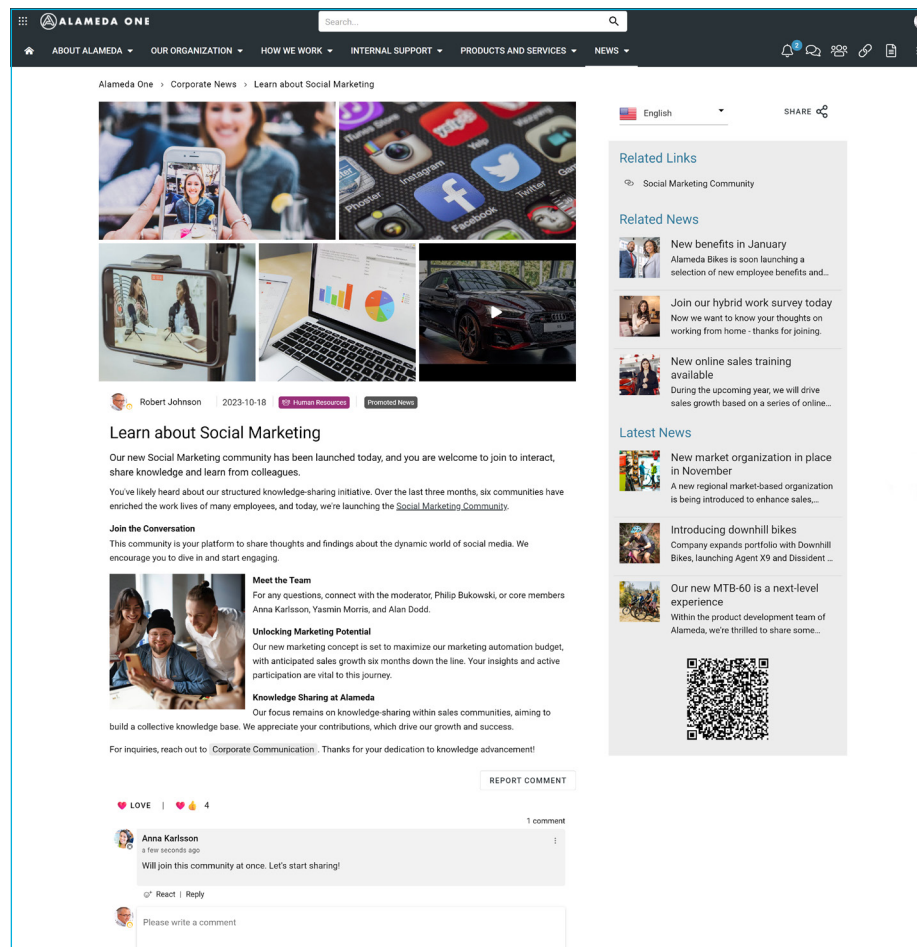 ALAMEDA ONE
Search...
ABOUT ALAMEDA
OUR ORGANIZATION
HOW WE WORK
INTERNAL SUPPORT
PRODUCTS AND SERVICES
NEWS
2
Alameda One > Corporate News > Learn about Social Marketing
iTunes Store
Instagram
Phoster
Facebook
Twitter
Robert Johnson
2023-10-18
Human Resources
Promoted News
Learn about Social Marketing
Our new Social Marketing community has been launched today, and you are welcome to join to interact,
share knowledge and learn from colleagues.
You've likely heard about our structured knowledge-sharing initiative. Over the last three months, six communities have
enriched the work lives of many employees, and today, we're launching the Social Marketing Community.
Join the Conversation
This community is your platform to share thoughts and findings about the dynamic world of social media. We
encourage you to dive in and start engaging.
Meet the Team
For any questions, connect with the moderator, Philip Bukowski, or core members
Anna Karlsson, Yasmin Morris, and Alan Dodd.
Unlocking Marketing Potential
Our new marketing concept is set to maximize our marketing automation budget,
with anticipated sales growth six months down the line. Your insights and active
participation are vital to this journey.
Knowledge Sharing at Alameda
Our focus remains on knowledge-sharing within sales communities, aiming to
build a collective knowledge base. We appreciate your contributions, which drive our growth and success.
For inquiries, reach out to Corporate Communication . Thanks for your dedication to knowledge advancement!
REPORT COMMENT
LOVE | 4
1 comment
Anna Karlsson
a few seconds ago
Will join this community at once. Let's start sharing!
React | Reply
Please write a comment
English
SHARE
Related Links
Social Marketing Community
Related News
New benefits in January
Alameda Bikes is soon launching a
selection of new employee benefits and...
Join our hybrid work survey today
Now we want to know your thoughts on
working from home - thanks for joining.
New online sales training
available
During the upcoming year, we will drive
sales growth based on a series of online...
Latest News
New market organization in place
in November
A new regional market-based organization
is being introduced to enhance sales,...
Introducing downhill bikes
Company expands portfolio with Downhill
Bikes, launching Agent X9 and Dissident ...
Our new MTB-60 is a next-level
experience
Within the product development team of
Alameda, we're thrilled to share some...